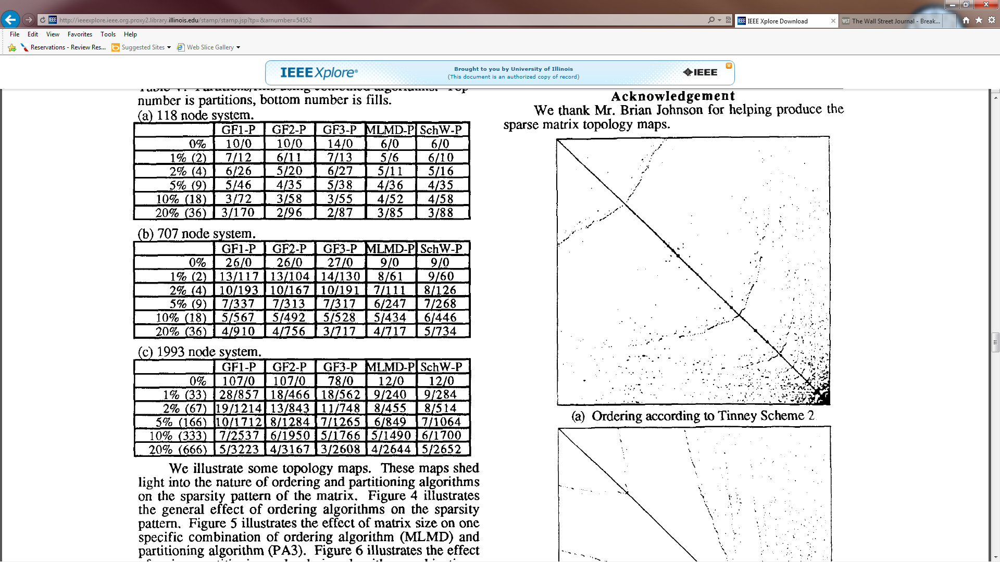 http://ieeexplore.ieee.org.proxy2.library.illinois.edu/stamp/stamp.jsp?tp=&arnumber=54552
IEEE Xplore Download
The Wall Street Journal - Break...
File Edit View Favorites Tools Help
Reservations - Review Res... Suggested Sites Web Slice Gallery
IEEE Xplore®
Brought to you by University of Illinois
(This document is an authorized copy of record)
IEEE
number is partitions, bottom number is fills.
(a) 118 node system.
GF1-P GF2-P GF3-P MLMD-P SchW-P
0% 10/0 10/0 14/0 6/0 6/0
1% (2) 7/12 6/11 7/13 5/6 6/10
2% (4) 6/26 5/20 6/27 5/11 5/16
5% (9) 5/46 4/35 5/38 4/36 4/35
10% (18) 3/72 3/58 3/55 4/52 4/58
20% (36) 3/170 2/96 2/87 3/85 3/88
(b) 707 node system.
GF1-P GF2-P GF3-P MLMD-P SchW-P
0% 26/0 26/0 27/0 9/0 9/0
1% (2) 13/117 13/104 14/130 8/61 9/60
2% (4) 10/193 10/167 10/191 7/111 8/126
5% (9) 7/337 7/313 7/317 6/247 7/268
10% (18) 5/567 5/492 5/528 5/434 6/446
20% (36) 4/910 4/756 3/717 4/717 5/734
(c) 1993 node system.
GF1-P GF2-P GF3-P MLMD-P SchW-P
0% 107/0 107/0 78/0 12/0 12/0
1% (33) 28/857 18/466 18/562 9/240 9/284
2% (67) 19/1214 13/843 11/748 8/455 8/514
5% (166) 10/1712 8/1284 7/1265 6/849 7/1064
10% (333) 7/2537 6/1950 5/1766 5/1490 6/1700
20% (666) 5/3223 4/3167 3/2608 4/2644 5/2652
We illustrate some topology maps. These maps shed
light into the nature of ordering and partitioning algorithms
on the sparsity pattern of the matrix. Figure 4 illustrates
the general effect of ordering algorithms on the sparsity
pattern. Figure 5 illustrates the effect of matrix size on one
specific combination of ordering algorithm (MLMD) and
partitioning algorithm (PA3). Figure 6 illustrates the effect
Acknowledgement
We thank Mr. Brian Johnson for helping produce the
sparse matrix topology maps.
(a) Ordering according to Tinney Scheme 2